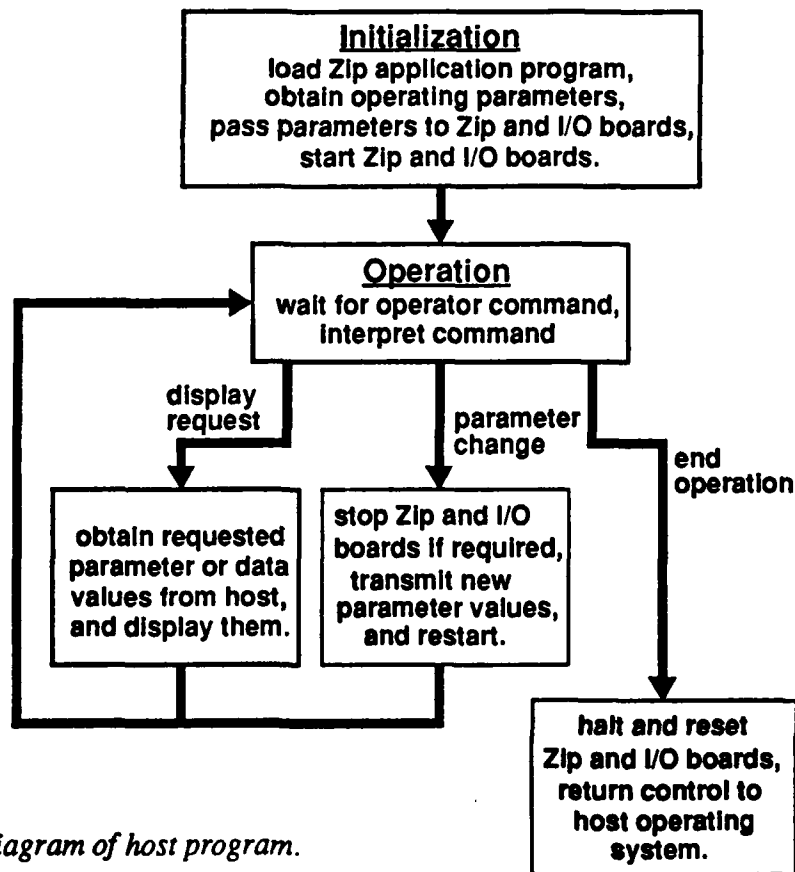 Initialization
load Zip application program,
obtain operating parameters,
pass parameters to Zip and I/O boards,
start Zip and I/O boards.
Operation
wait for operator command,
interpret command
display
request
parameter
change
end
operation
obtain requested
parameter or data
values from host,
and display them.
stop Zip and I/O
boards if required,
transmit new
parameter values,
and restart.
halt and reset
Zip and I/O boards,
return control to
host operating
system.
iagram of host program.